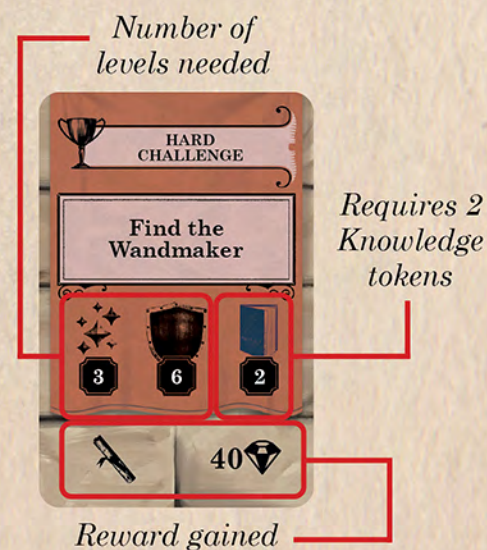 Number of
levels needed
HARD
CHALLENGE
Find the
Wandmaker
Requires 2
Knowledge
tokens
3 6 2
40
Reward gained